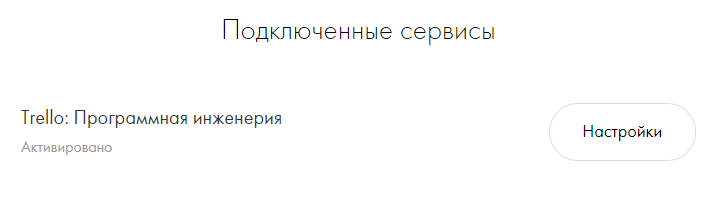 Подключенные сервисы
Trello: Программная инженерия
Активировано
Настройки